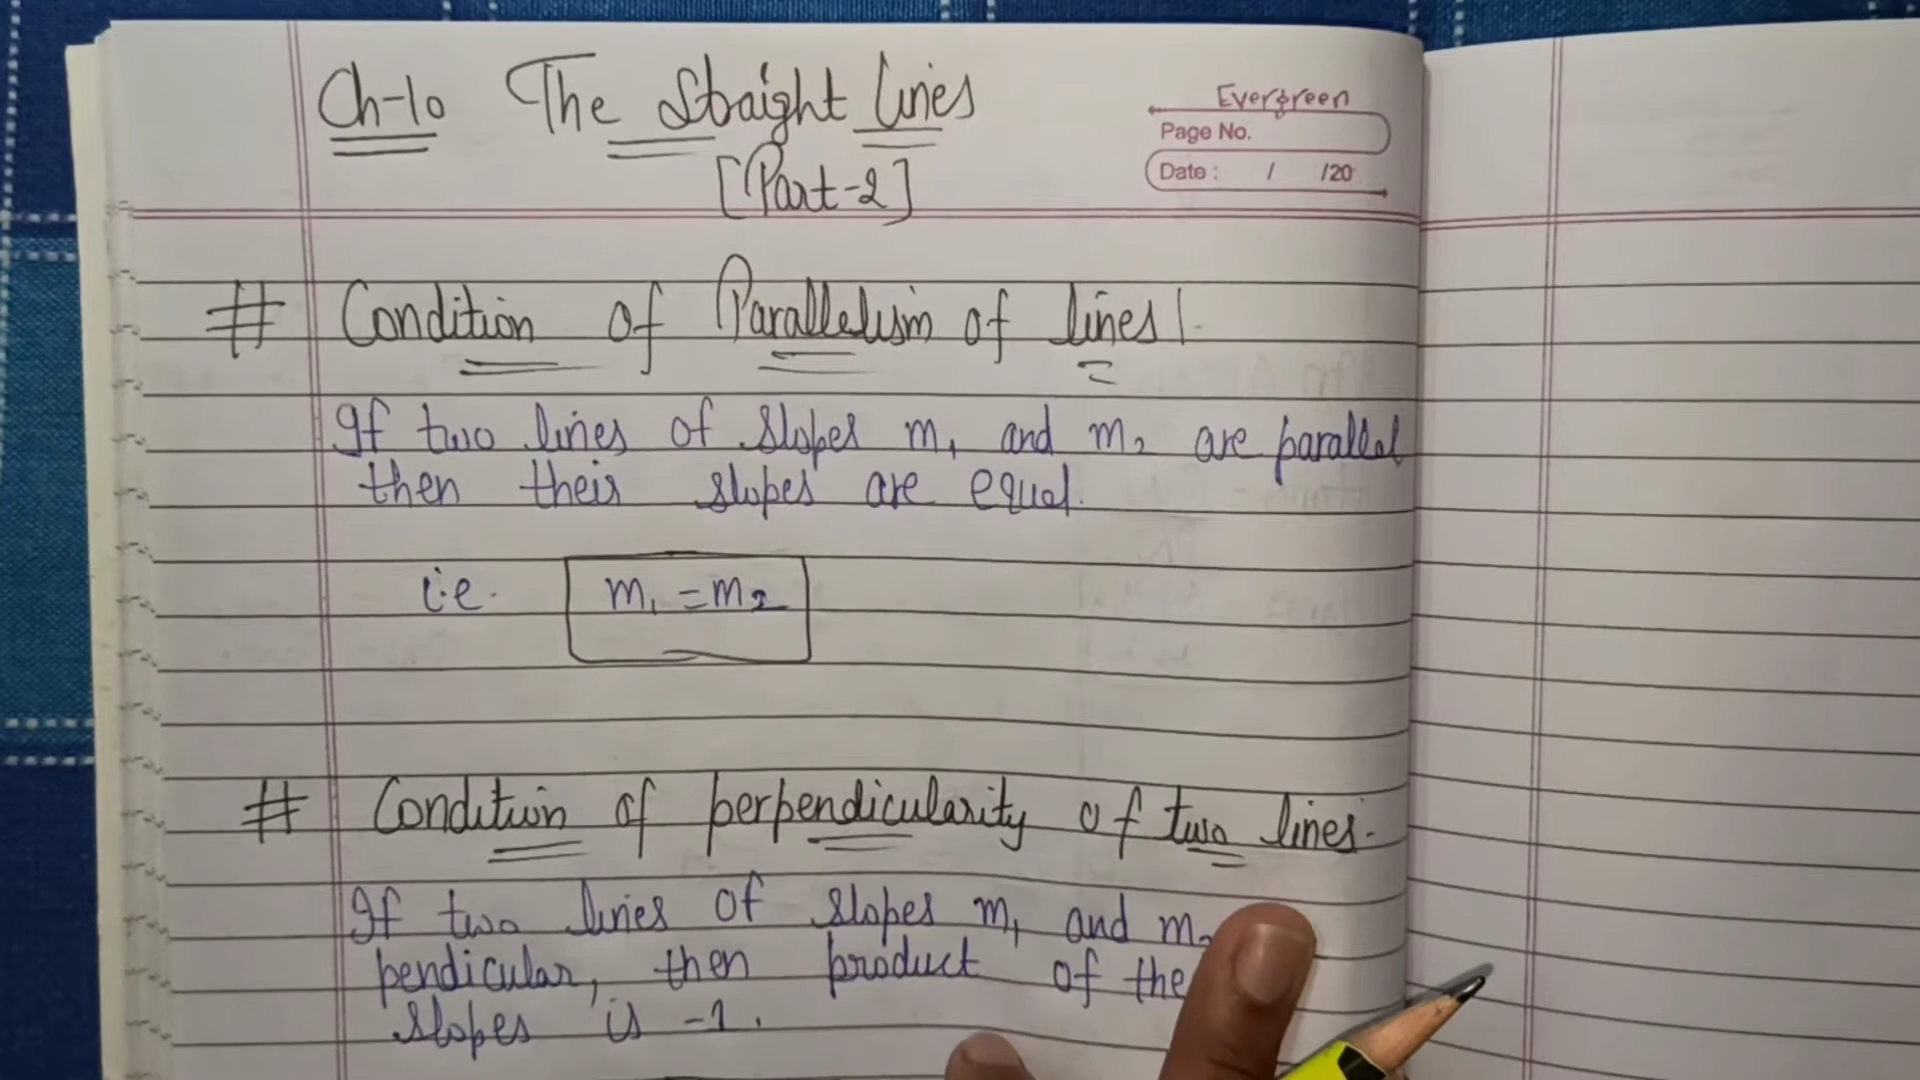 Ch-10 The Straight Lines
[Part-2]
Evergreen
Page No.
Date : / /20
# Condition of Parallelism of lines|.
If two lines of slopes m₁ and m₂ are parallel
then their slopes are equal.
i.e. m₁ = m₂
# Condition of perpendicularity of two lines.
If two lines of slopes m₁ and m₂
pendicular, then product of the
slopes is -1.